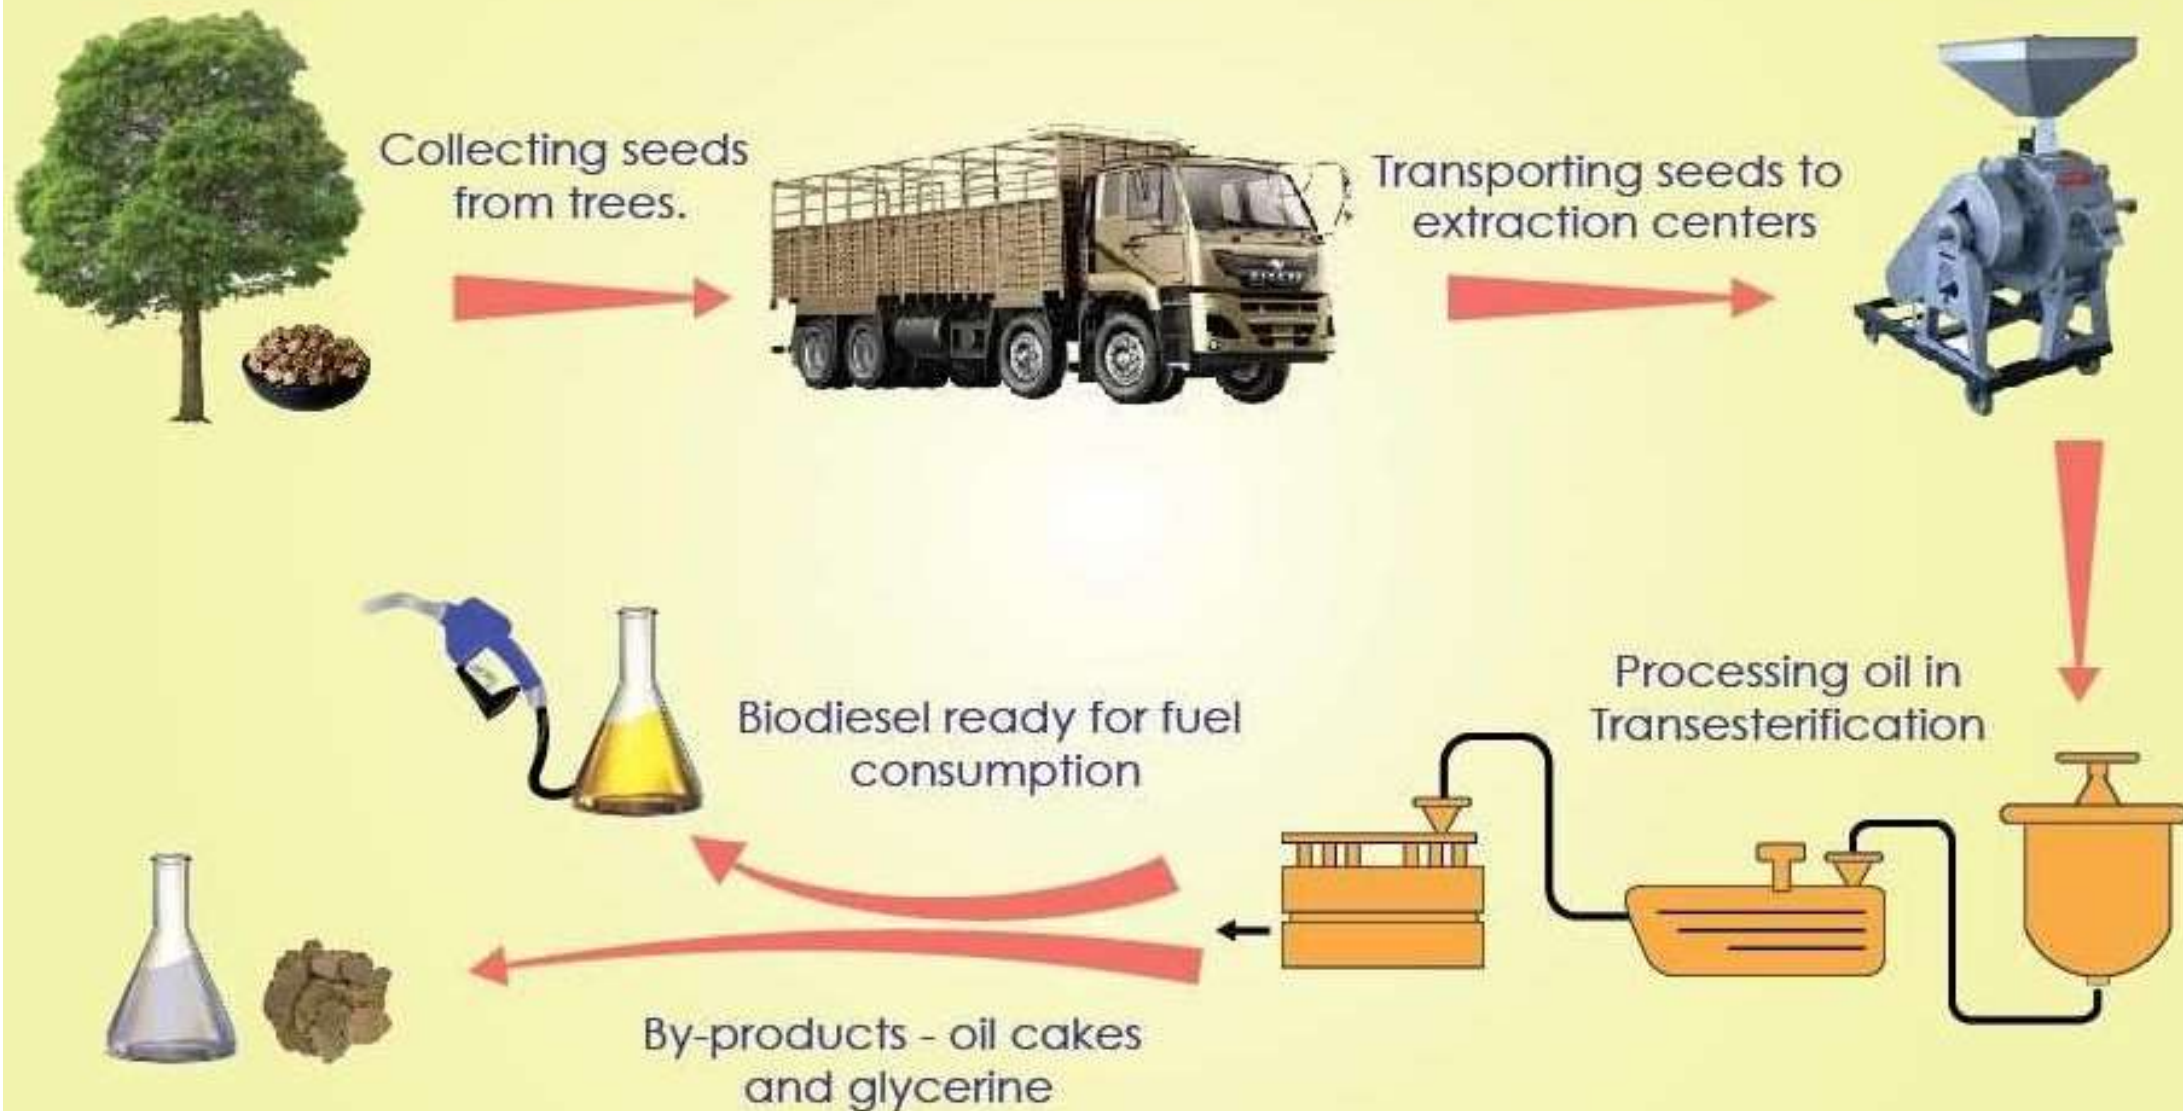 Collecting seeds
from trees.
Transporting seeds to
extraction centers
Processing oil in
Transesterification
Biodiesel ready for fuel
consumption
By-products - oil cakes
and glycerine